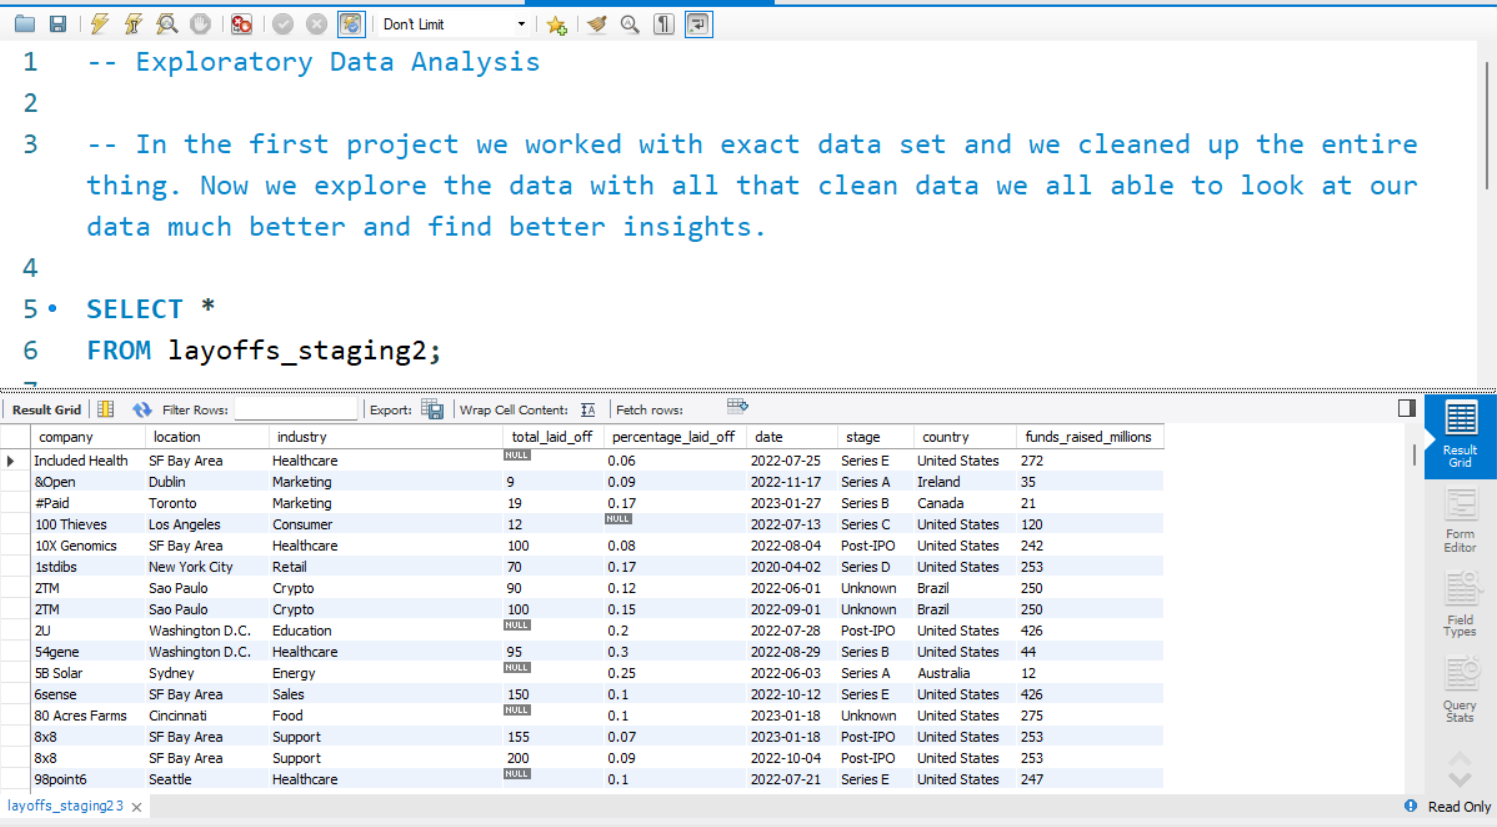 Don't Limit
1 -- Exploratory Data Analysis
2
3 -- In the first project we worked with exact data set and we cleaned up the entire
thing. Now we explore the data with all that clean data we all able to look at our
data much better and find better insights.
4
5 SELECT *
6 FROM layoffs_staging2;
Result Grid Filter Rows: Export: Wrap Cell Content: Fetch rows:
company location industry total_laid_off percentage_laid_off date stage country funds_raised_millions
Included Health SF Bay Area Healthcare NULL 0.06 2022-07-25 Series E United States 272
&Open Dublin Marketing 9 0.09 2022-11-17 Series A Ireland 35
#Paid Toronto Marketing 19 0.17 2023-01-27 Series B Canada 21
100 Thieves Los Angeles Consumer 12 NULL 2022-07-13 Series C United States 120
10X Genomics SF Bay Area Healthcare 100 0.08 2022-08-04 Post-IPO United States 242
1stdibs New York City Retail 70 0.17 2020-04-02 Series D United States 253
2TM Sao Paulo Crypto 90 0.12 2022-06-01 Unknown Brazil 250
2TM Sao Paulo Crypto 100 0.15 2022-09-01 Unknown Brazil 250
2U Washington D.C. Education NULL 0.2 2022-07-28 Post-IPO United States 426
54gene Washington D.C. Healthcare 95 0.3 2022-08-29 Series B United States 44
5B Solar Sydney Energy NULL 0.25 2022-06-03 Series A Australia 12
6sense SF Bay Area Sales 150 0.1 2022-10-12 Series E United States 426
80 Acres Farms Cincinnati Food NULL 0.1 2023-01-18 Unknown United States 275
8x8 SF Bay Area Support 155 0.07 2023-01-18 Post-IPO United States 253
8x8 SF Bay Area Support 200 0.09 2022-10-04 Post-IPO United States 253
98point6 Seattle Healthcare NULL 0.1 2022-07-21 Series E United States 247
Result
Grid
Form
Editor
Field
Types
Query
Stats
layoffs_staging2 3
Read Only